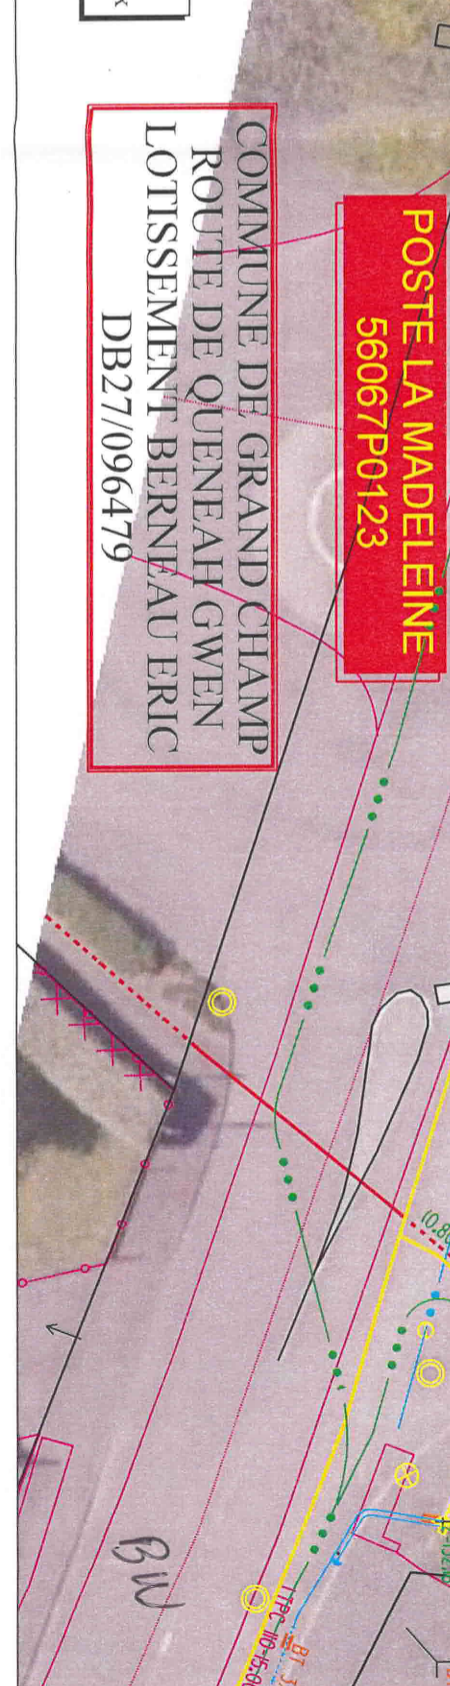 POSTE LA MADELEINE
56067P0123
COMMUNE DE GRAND CHAMP
ROUTE DE QUENEAH GWEN
LOTISSEMENT BERNEAU ERIC
DB27/096479
BW